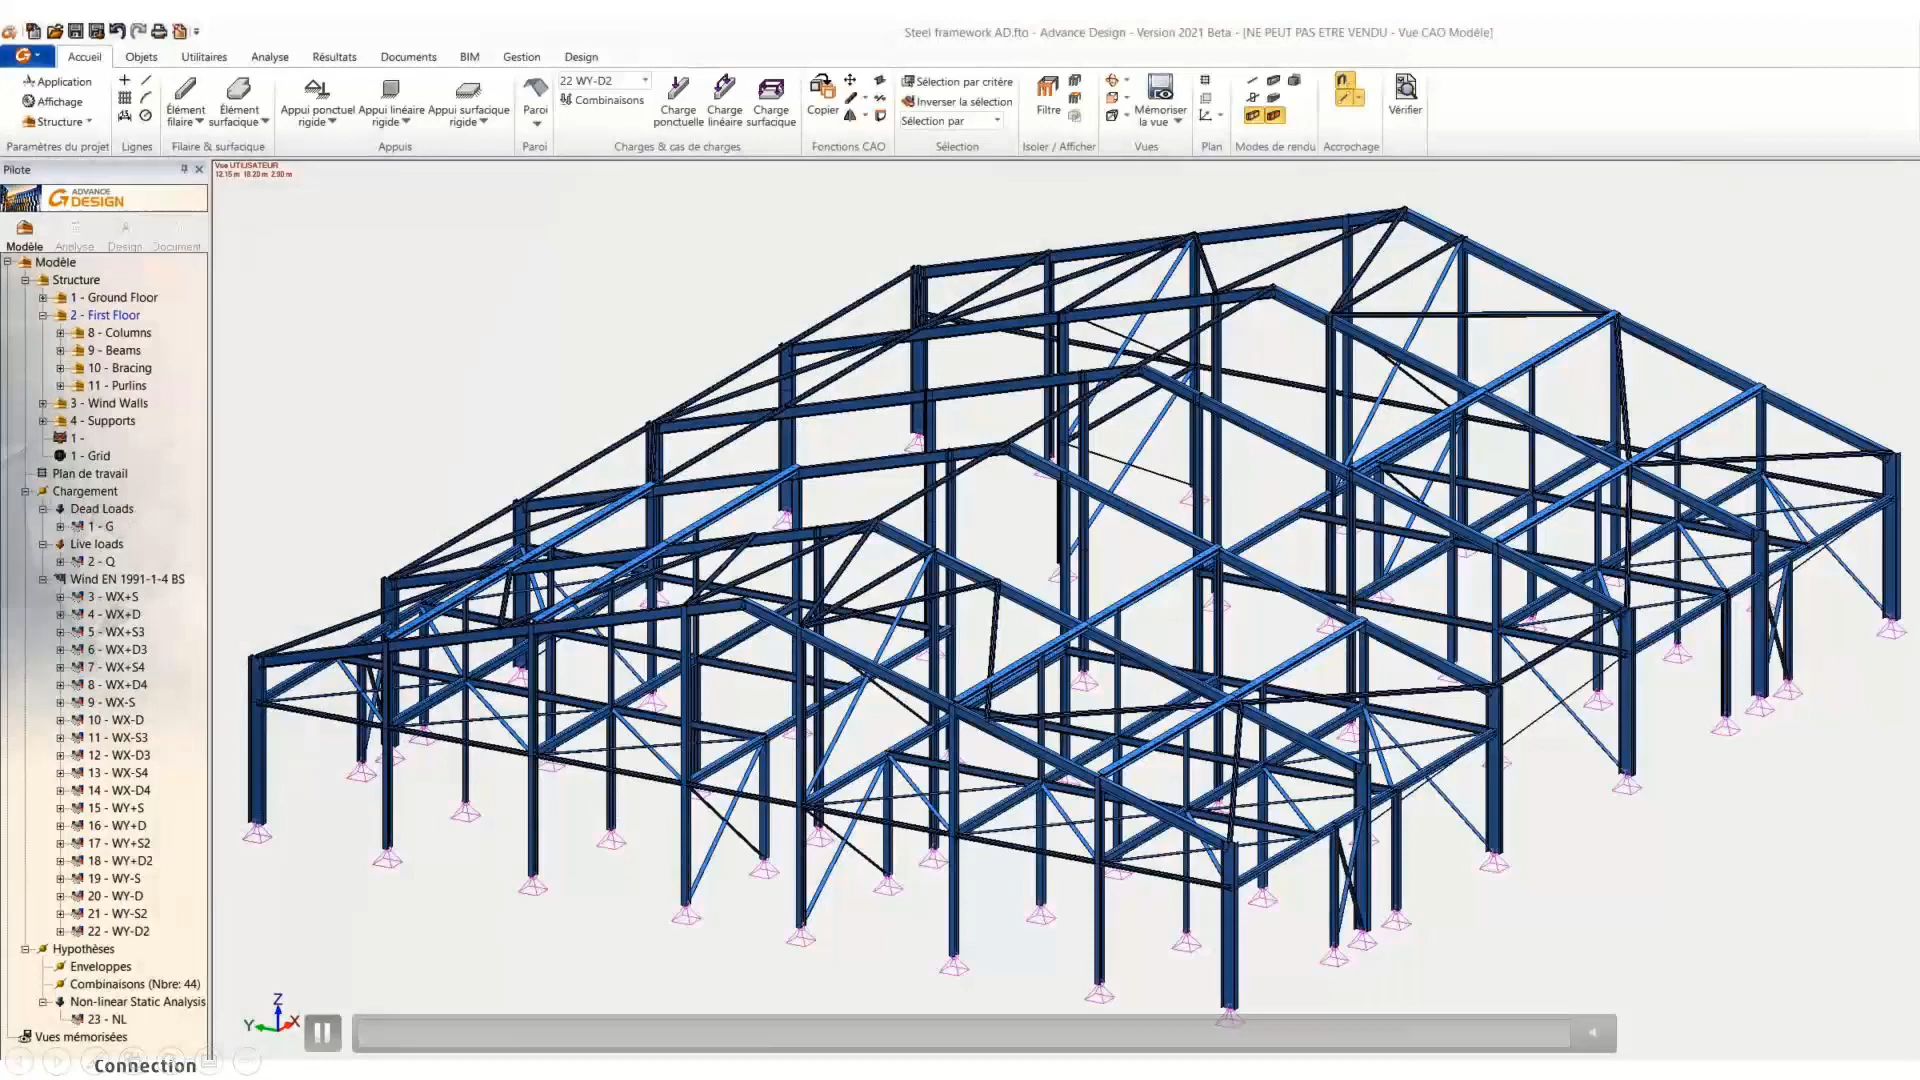 Steel framework AD.fto - Advance Design - Version 2021 Beta - [NE PEUT PAS ETRE VENDU - Vue CAO Modèle]
Accueil Objets Utilitaires Analyse Résultats Documents BIM Gestion Design
Application
Affichage
Structure
Paramètres du projet
Lignes
Élément filaire
Élément surfacique
Filaire & surfacique
Appui ponctuel rigide
Appui linéaire rigide
Appui surfacique rigide
Appuis
Paroi
Paroi
22 WY-D2
Combinaisons
Charge ponctuelle
Charge linéaire
Charge surfacique
Charges & cas de charges
Copier
Fonctions CAO
Sélection par critère
Inverser la sélection
Sélection par
Sélection
Filtre
Isoler / Afficher
Mémoriser la vue
Vues
Plan
Modes de rendu
Accrochage
Vérifier
Pilote
ADVANCE
DESIGN
Modèle Analyse Design Document
Modèle
Structure
1 - Ground Floor
2 - First Floor
8 - Columns
9 - Beams
10 - Bracing
11 - Purlins
3 - Wind Walls
4 - Supports
1 -
1 - Grid
Plan de travail
Chargement
Dead Loads
1 - G
Live loads
2 - Q
Wind EN 1991-1-4 BS
3 - WX+S
4 - WX+D
5 - WX+S3
6 - WX+D3
7 - WX+S4
8 - WX+D4
9 - WX-S
10 - WX-D
11 - WX-S3
12 - WX-D3
13 - WX-S4
14 - WX-D4
15 - WY+S
16 - WY+D
17 - WY+S2
18 - WY+D2
19 - WY-S
20 - WY-D
21 - WY-S2
22 - WY-D2
Hypothèses
Enveloppes
Combinaisons (Nbre: 44)
Non-linear Static Analysis
23 - NL
Vues mémorisées
Vue UTILISATEUR
12.15 m 18.20 m 2.90 m
Z
Y X
Connection